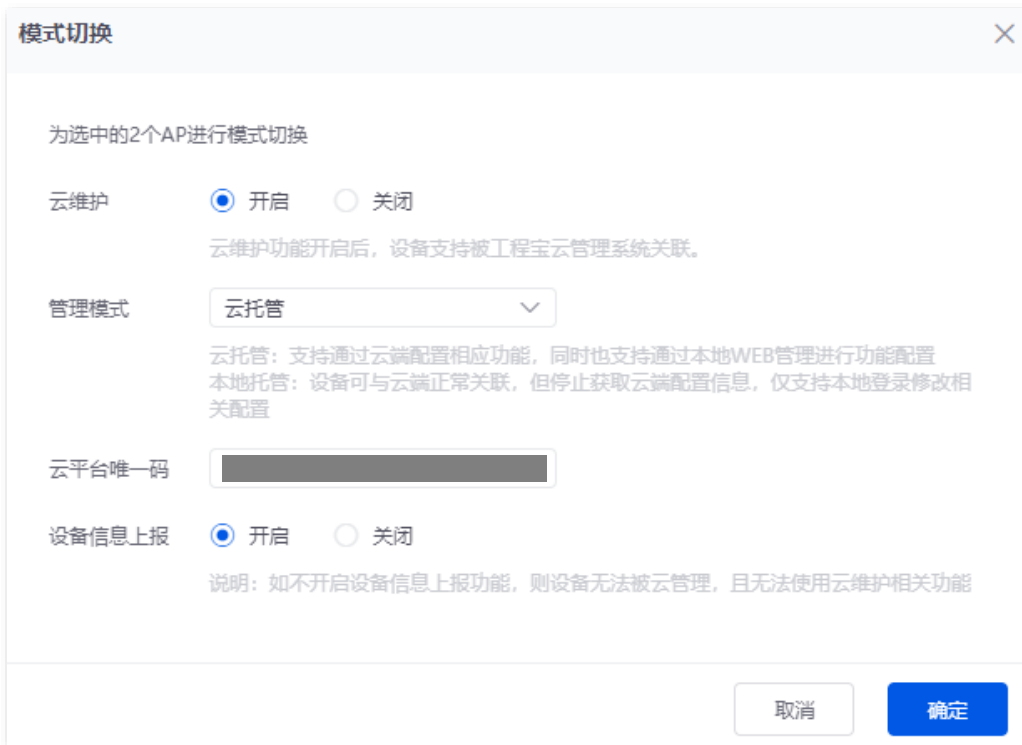 模式切换
为选中的2个AP进行模式切换
云维护 开启 关闭
云维护功能开启后，设备支持被工程宝云管理系统关联。
管理模式 云托管
云托管：支持通过云端配置相应功能，同时也支持通过本地WEB管理进行功能配置
本地托管：设备可与云端正常关联，但停止获取云端配置信息，仅支持本地登录修改相
关配置
云平台唯一码
设备信息上报 开启 关闭
说明：如不开启设备信息上报功能，则设备无法被云管理，且无法使用云维护相关功能
取消 确定